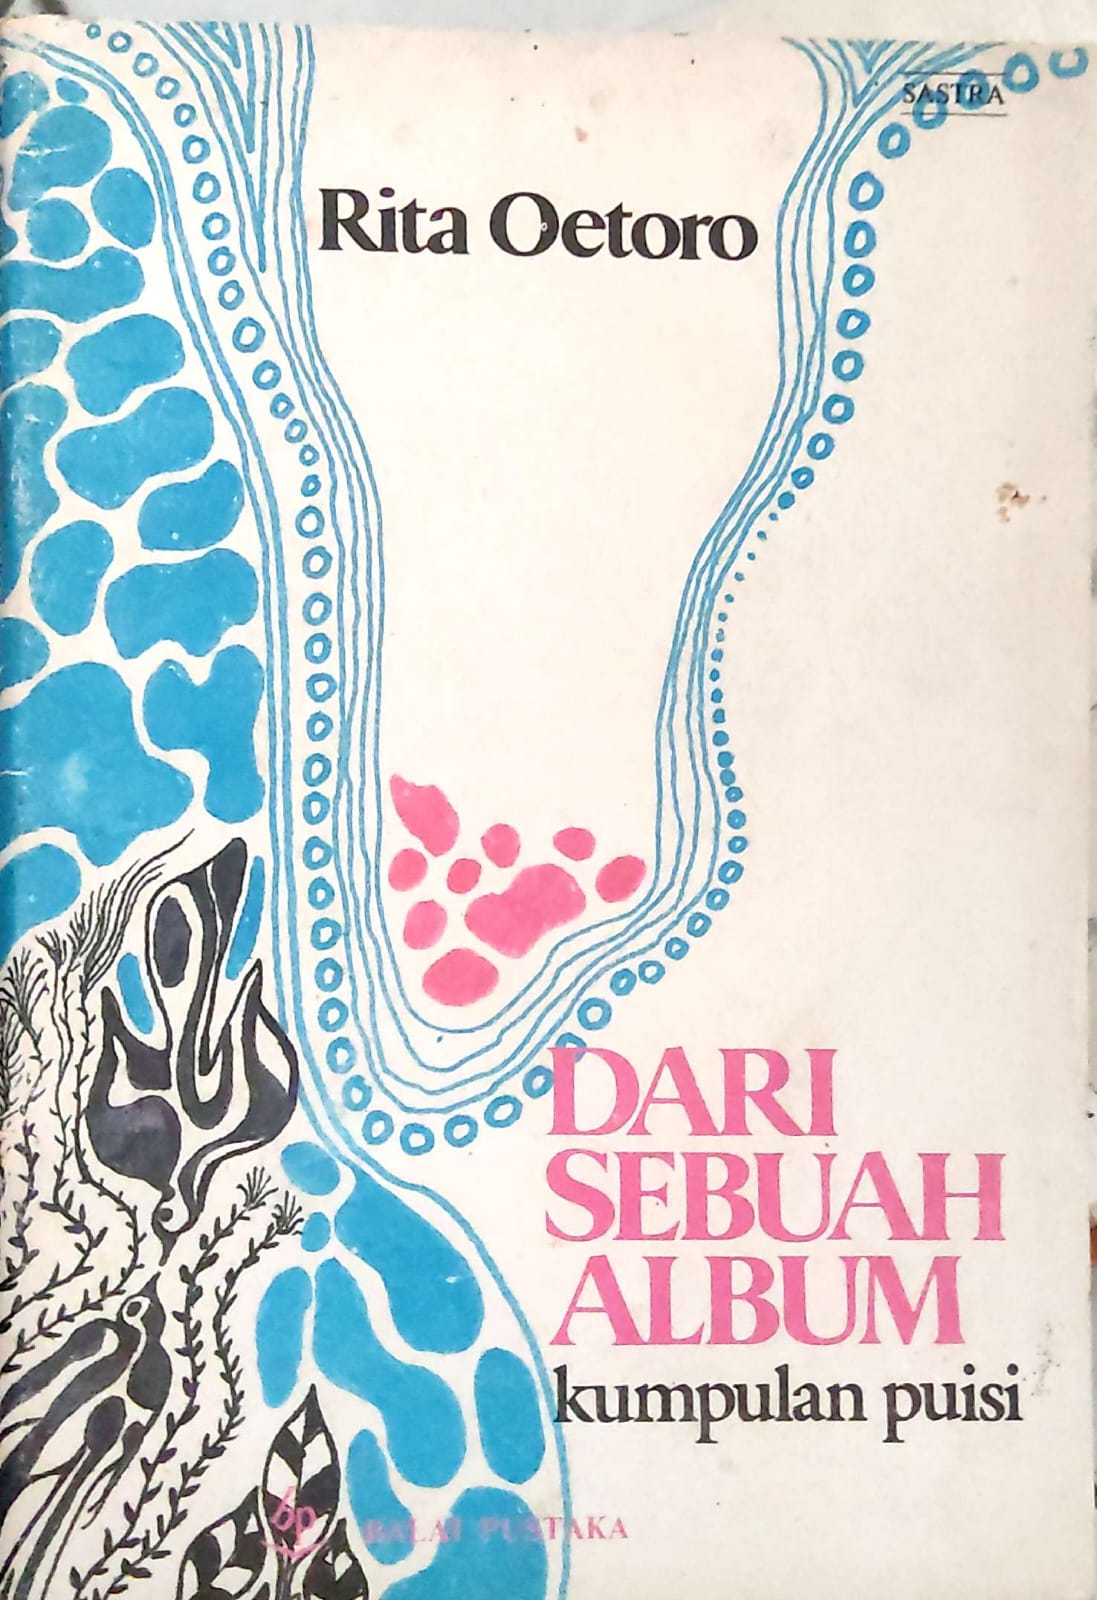 SASTRA
Rita Oetoro
DARI
SEBUAH
ALBUM
kumpulan puisi
bp BALAI PUSTAKA